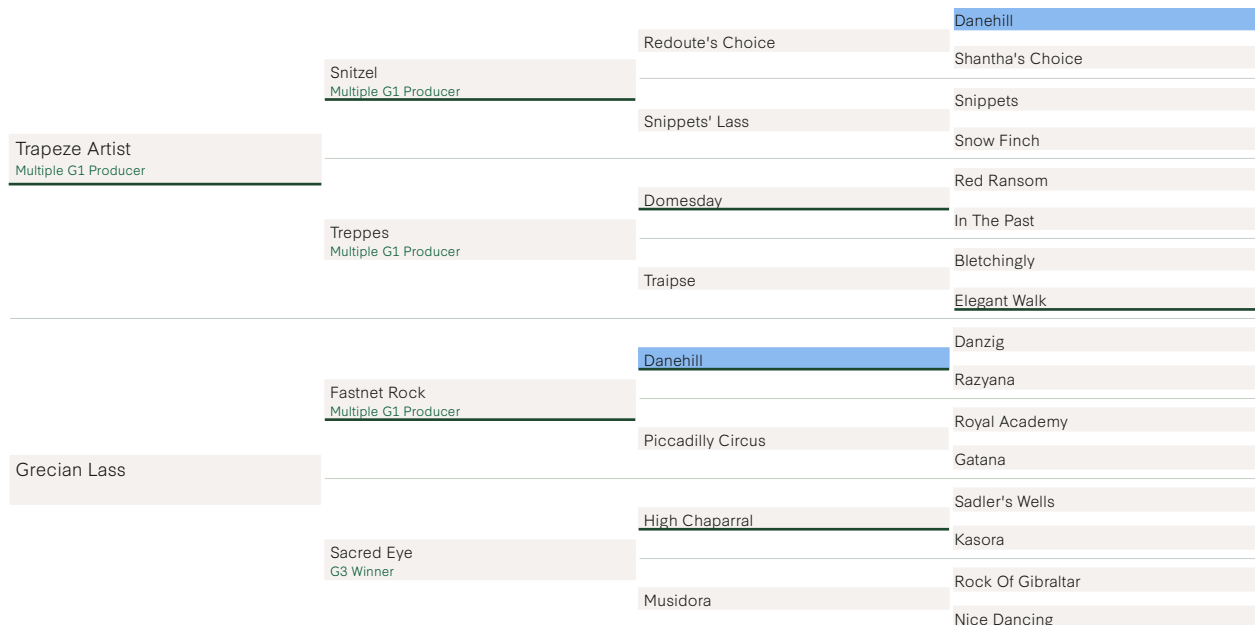 Trapeze Artist
Multiple G1 Producer
Snitzel
Multiple G1 Producer
Redoute's Choice
Danehill
Shantha's Choice
Snippets' Lass
Snippets
Snow Finch
Treppes
Multiple G1 Producer
Domesday
Red Ransom
In The Past
Traipse
Bletchingly
Elegant Walk
Grecian Lass
Fastnet Rock
Multiple G1 Producer
Danehill
Danzig
Razyana
Piccadilly Circus
Royal Academy
Gatana
Sacred Eye
G3 Winner
High Chaparral
Sadler's Wells
Kasora
Musidora
Rock Of Gibraltar
Nice Dancing